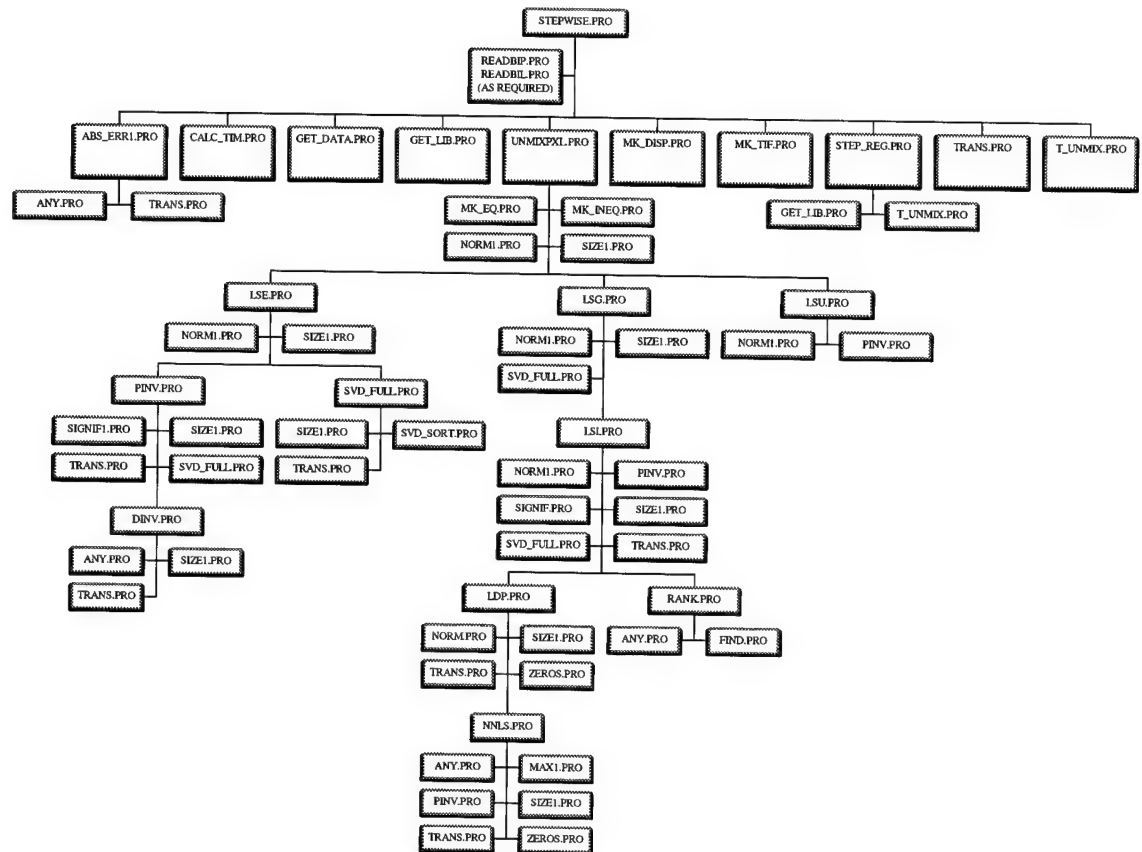 STEPWISE.PRO
READBIP.PRO
READBIL.PRO
(AS REQUIRED)
ABS_ERR1.PRO
CALC_TIM.PRO
GET_DATA.PRO
GET_LIB.PRO
UNMIXPXL.PRO
MK_DISP.PRO
MK_TIF.PRO
STEP_REG.PRO
TRANS.PRO
T_UNMIX.PRO
ANY.PRO
TRANS.PRO
MK_EQ.PRO
MK_INEQ.PRO
GET_LIB.PRO
T_UNMIX.PRO
NORM1.PRO
SIZE1.PRO
LSE.PRO
LSG.PRO
LSU.PRO
NORM1.PRO
SIZE1.PRO
NORM1.PRO
SIZE1.PRO
NORM1.PRO
PINV.PRO
PINV.PRO
SVD_FULL.PRO
SVD_FULL.PRO
SIGNIF1.PRO
SIZE1.PRO
SIZE1.PRO
SVD_SORT.PRO
LSI.PRO
TRANS.PRO
SVD_FULL.PRO
TRANS.PRO
NORM1.PRO
PINV.PRO
DINV.PRO
SIGNIF.PRO
SIZE1.PRO
ANY.PRO
SIZE1.PRO
SVD_FULL.PRO
TRANS.PRO
TRANS.PRO
LDP.PRO
RANK.PRO
NORM.PRO
SIZE1.PRO
ANY.PRO
FIND.PRO
TRANS.PRO
ZEROS.PRO
NNLS.PRO
ANY.PRO
MAX1.PRO
PINV.PRO
SIZE1.PRO
TRANS.PRO
ZEROS.PRO